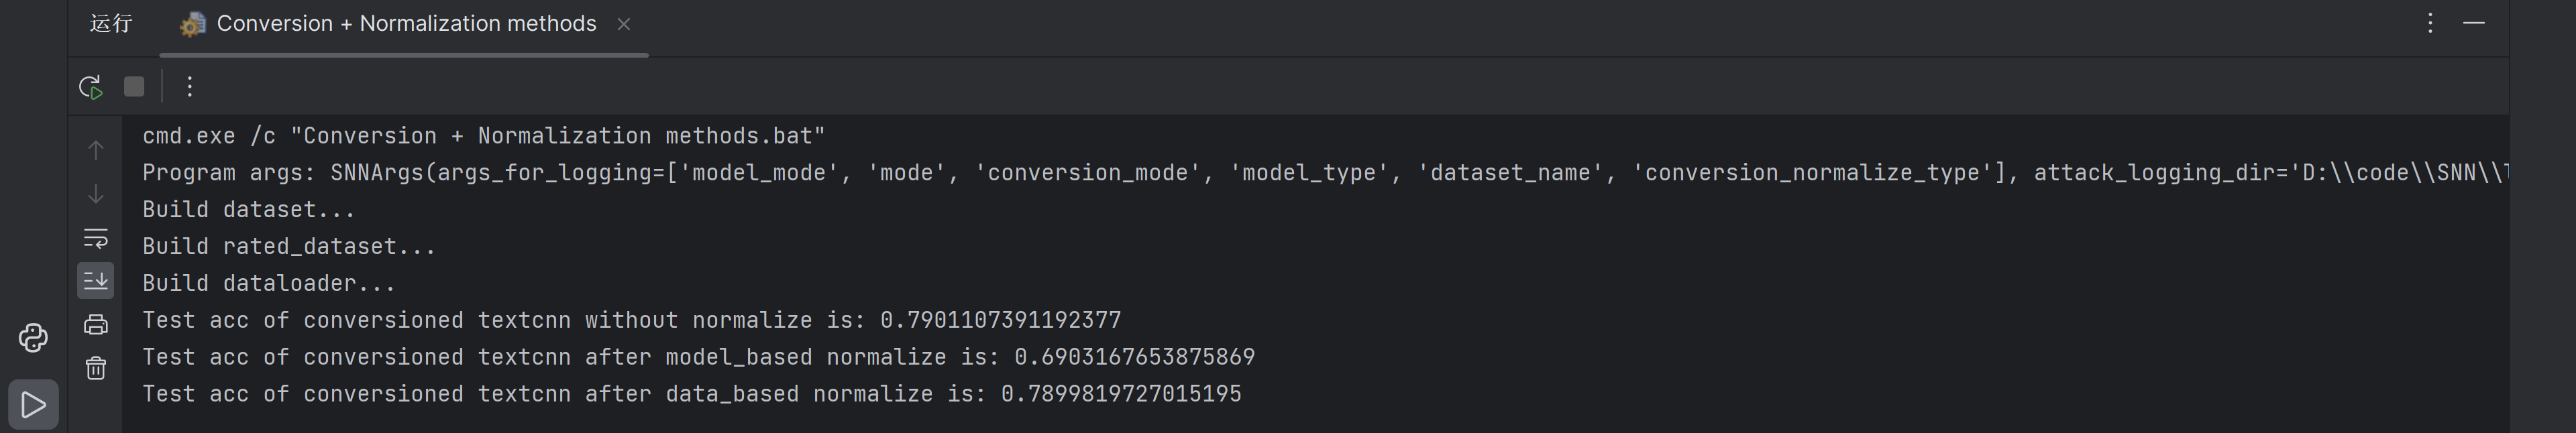 运行 Conversion + Normalization methods
cmd.exe /c "Conversion + Normalization methods.bat"
Program args: SNNArgs(args_for_logging=['model_mode', 'mode', 'conversion_mode', 'model_type', 'dataset_name', 'conversion_normalize_type'], attack_logging_dir='D:\\code\\SNN\\
Build dataset...
Build rated_dataset...
Build dataloader...
Test acc of conversioned textcnn without normalize is: 0.7901107391192377
Test acc of conversioned textcnn after model_based normalize is: 0.6903167653875869
Test acc of conversioned textcnn after data_based normalize is: 0.7899819727015195